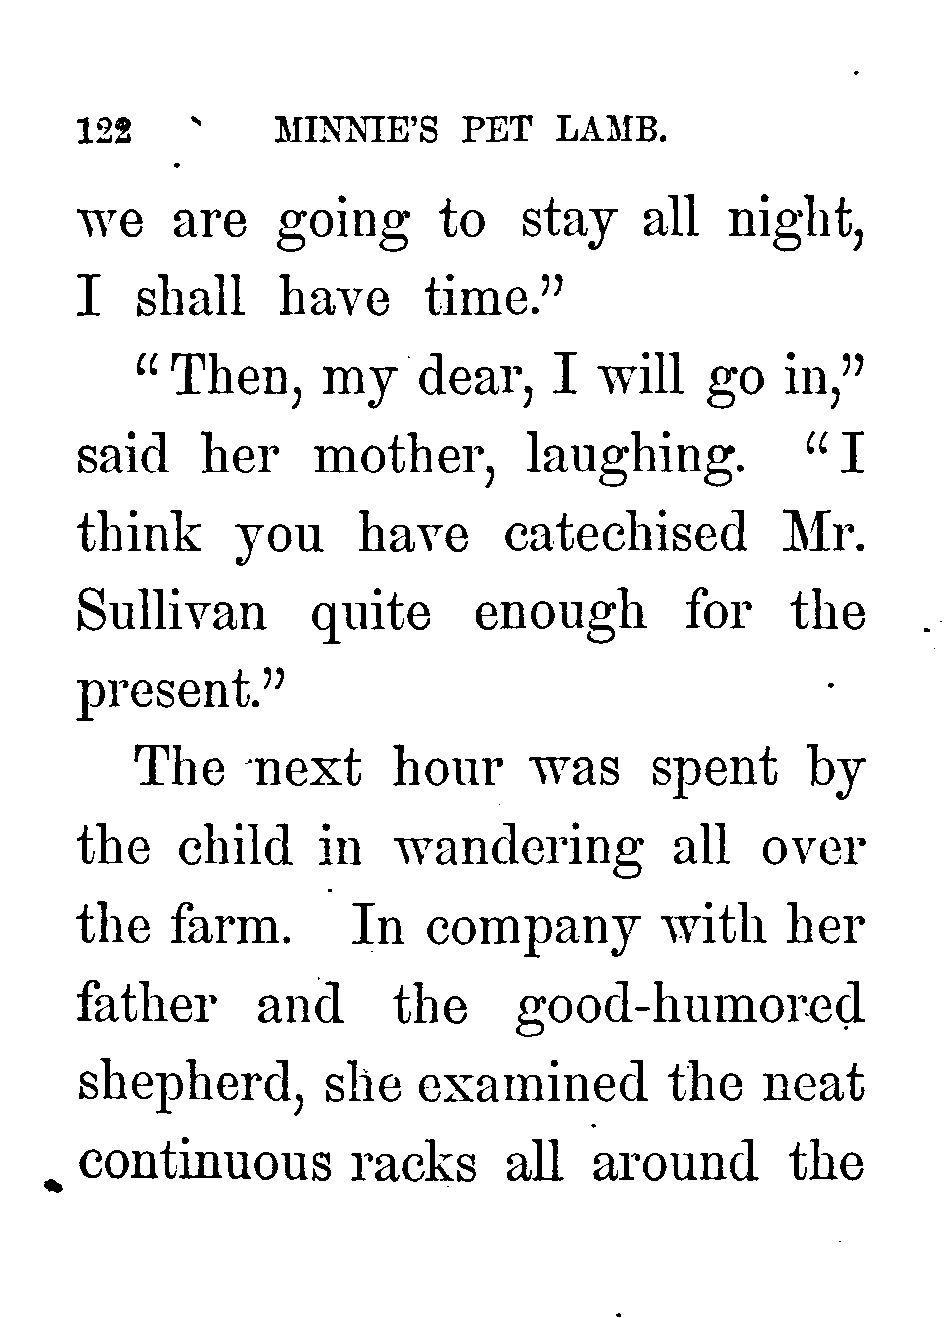 122 MINNIE'S PET LAMB.
we are going to stay all night,
I shall have time."
"Then, my dear, I will go in,"
said her mother, laughing. "I
think you have catechised Mr.
Sullivan quite enough for the
present."
The next hour was spent by
the child in wandering all over
the farm. In company with her
father and the good-humored
shepherd, she examined the neat
continuous racks all around the